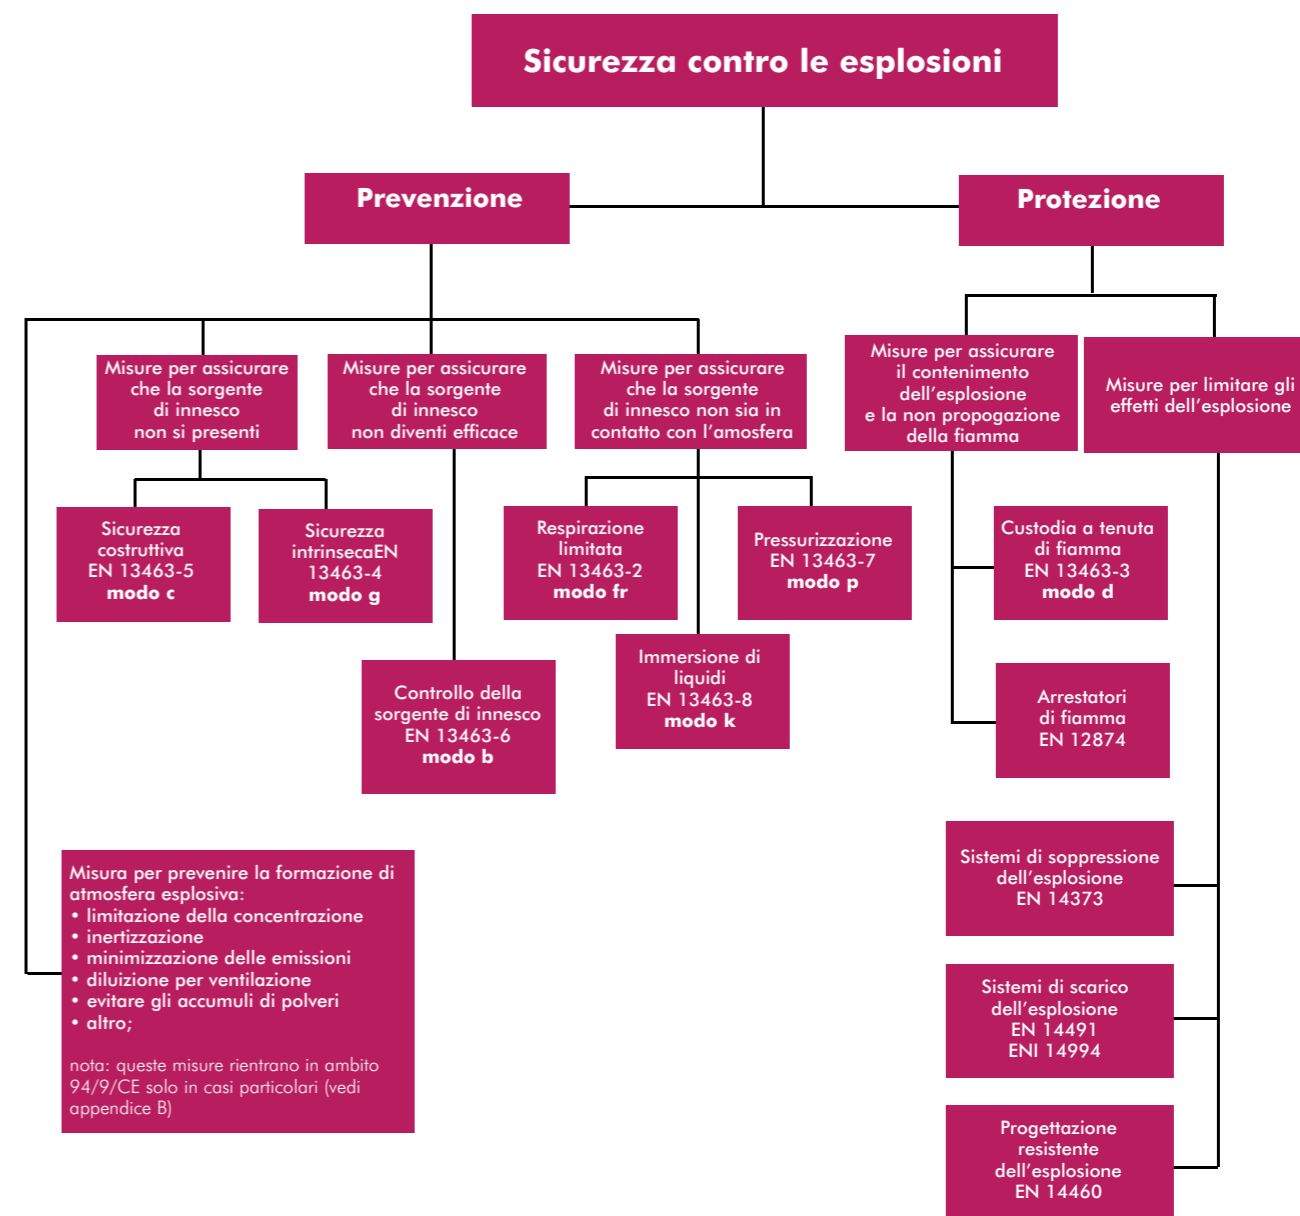 Sicurezza contro le esplosioni
Prevenzione
Protezione
Misure per assicurare
che la sorgente
di innesco
non si presenti
Misure per assicurare
che la sorgente
di innesco
non diventi efficace
Misure per assicurare
che la sorgente
di innesco non sia in
contatto con l'amosfera
Misure per assicurare
il contenimento
dell'esplosione
e la non propogazione
della fiamma
Misure per limitare gli
effetti dell'esplosione
Sicurezza
costruttiva
EN 13463-5
modo c
Sicurezza
intrinsecaEN
13463-4
modo g
Respirazione
limitata
EN 13463-2
modo fr
Pressurizzazione
EN 13463-7
modo p
Custodia a tenuta
di fiamma
EN 13463-3
modo d
Controllo della
sorgente di innesco
EN 13463-6
modo b
Immersione di
liquidi
EN 13463-8
modo k
Arrestatori
di fiamma
EN 12874
Misura per prevenire la formazione di
atmosfera esplosiva:
• limitazione della concentrazione
• inertizzazione
• minimizzazione delle emissioni
• diluizione per ventilazione
• evitare gli accumuli di polveri
• altro;
nota: queste misure rientrano in ambito
94/9/CE solo in casi particolari (vedi
appendice B)
Sistemi di soppressione
dell'esplosione
EN 14373
Sistemi di scarico
dell'esplosione
EN 14491
ENI 14994
Progettazione
resistente
dell'esplosione
EN 14460